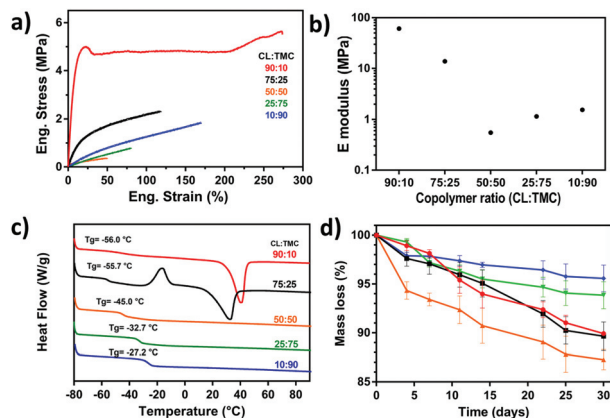 a)
Eng. Stress (MPa)
6
4
2
0
0 50 100 150 200 250 300
Eng. Strain (%)
CL:TMC
90:10
75:25
50:50
25:75
10:90
b)
E modulus (MPa)
100
10
1
0.1
90:10 75:25 50:50 25:75 10:90
Copolymer ratio (CL:TMC)
c)
Heat Flow (W/g)
Tg= -56.0 °C
Tg= -55.7 °C
Tg= -45.0 °C
Tg= -32.7 °C
Tg= -27.2 °C
CL:TMC
90:10
75:25
50:50
25:75
10:90
-80 -60 -40 -20 0 20 40 60 80
Temperature (°C)
d)
Mass loss (%)
100
95
90
85
80
0 5 10 15 20 25 30
Time (days)